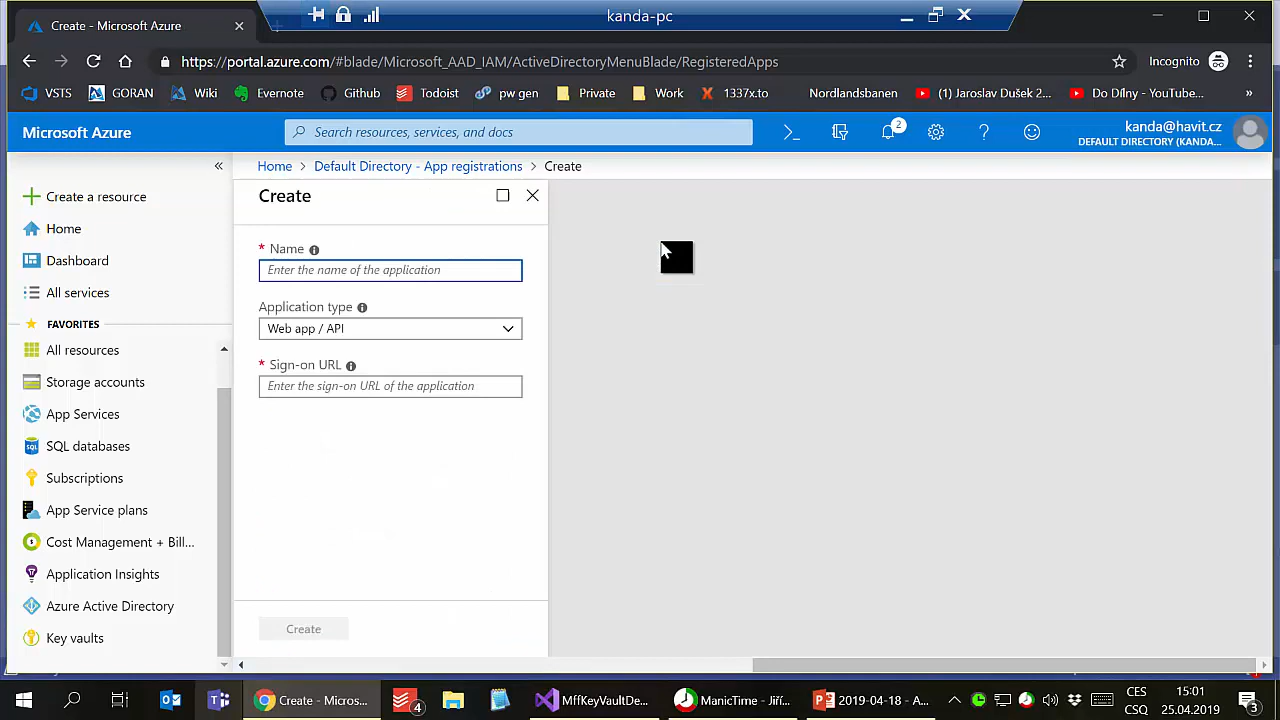 kanda-pc
Create - Microsoft Azure
https://portal.azure.com/#blade/Microsoft_AAD_IAM/ActiveDirectoryMenuBlade/RegisteredApps
Incognito
VSTS
GORAN
Wiki
Evernote
Github
Todoist
pw gen
Private
Work
1337x.to
Nordlandsbanen
(1) Jaroslav Dušek 2...
Do Dílny - YouTube...
»
Microsoft Azure
Search resources, services, and docs
2
kanda@havit.cz
DEFAULT DIRECTORY (KANDA...
Home > Default Directory - App registrations > Create
Create a resource
Home
Dashboard
All services
FAVORITES
All resources
Storage accounts
App Services
SQL databases
Subscriptions
App Service plans
Cost Management + Bill...
Application Insights
Azure Active Directory
Key vaults
Create
* Name
Enter the name of the application
Application type
Web app / API
* Sign-on URL
Enter the sign-on URL of the application
Create
Create - Micros...
4
MffKeyVaultDe...
ManicTime - Jiří...
2019-04-18 - A...
CES
CSQ
15:01
25.04.2019
3